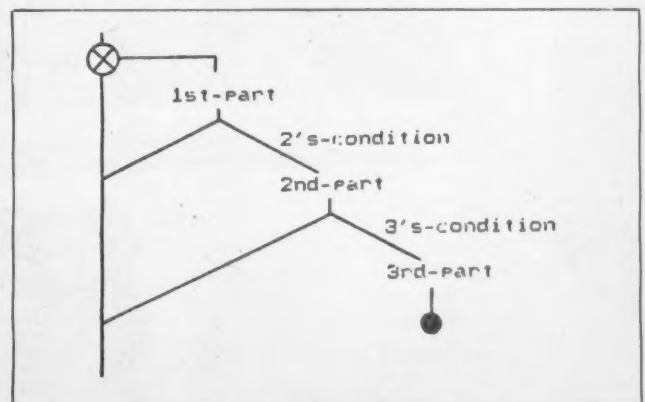 1st-part
2's-condition
2nd-part
3's-condition
3rd-part